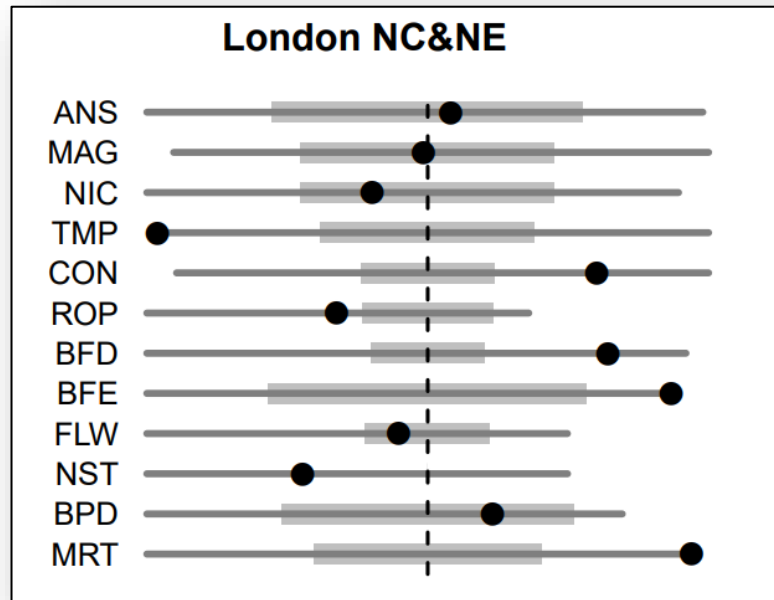 London NC&NE
ANS
MAG
NIC
TMP
CON
ROP
BFD
BFE
FLW
NST
BPD
MRT